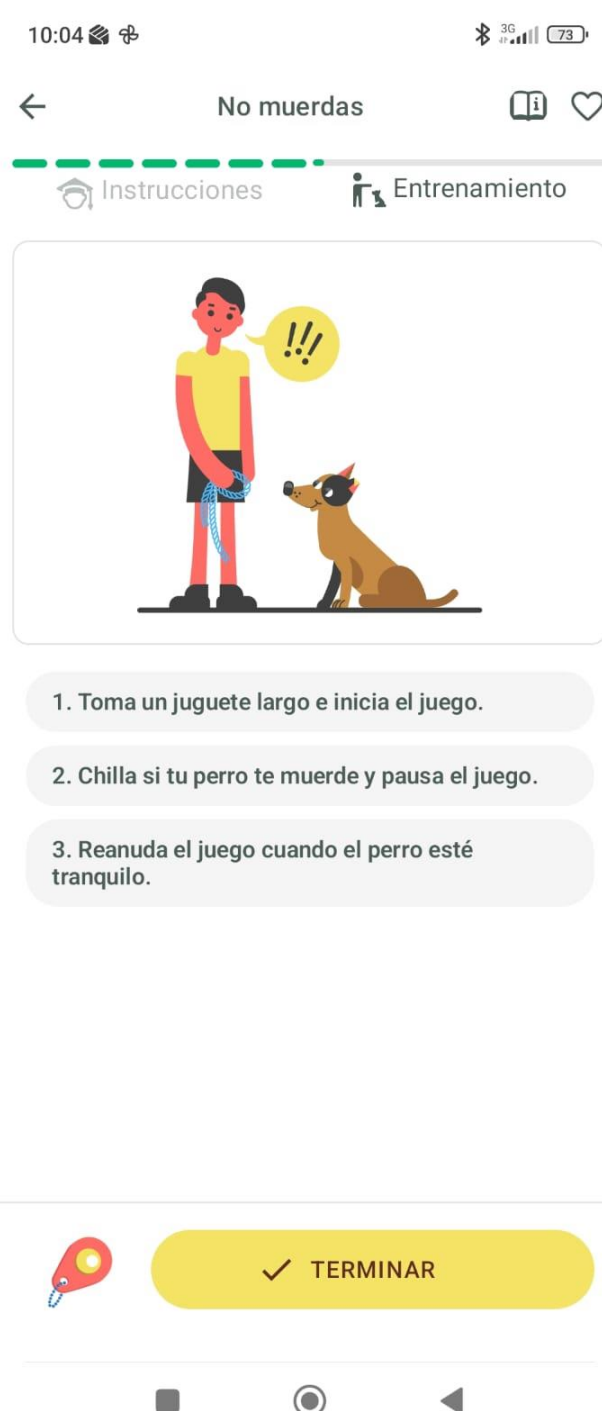 10:04
3G
73
No muerdas
Instrucciones
Entrenamiento
!!!
1. Toma un juguete largo e inicia el juego.
2. Chilla si tu perro te muerde y pausa el juego.
3. Reanuda el juego cuando el perro esté
tranquilo.
TERMINAR